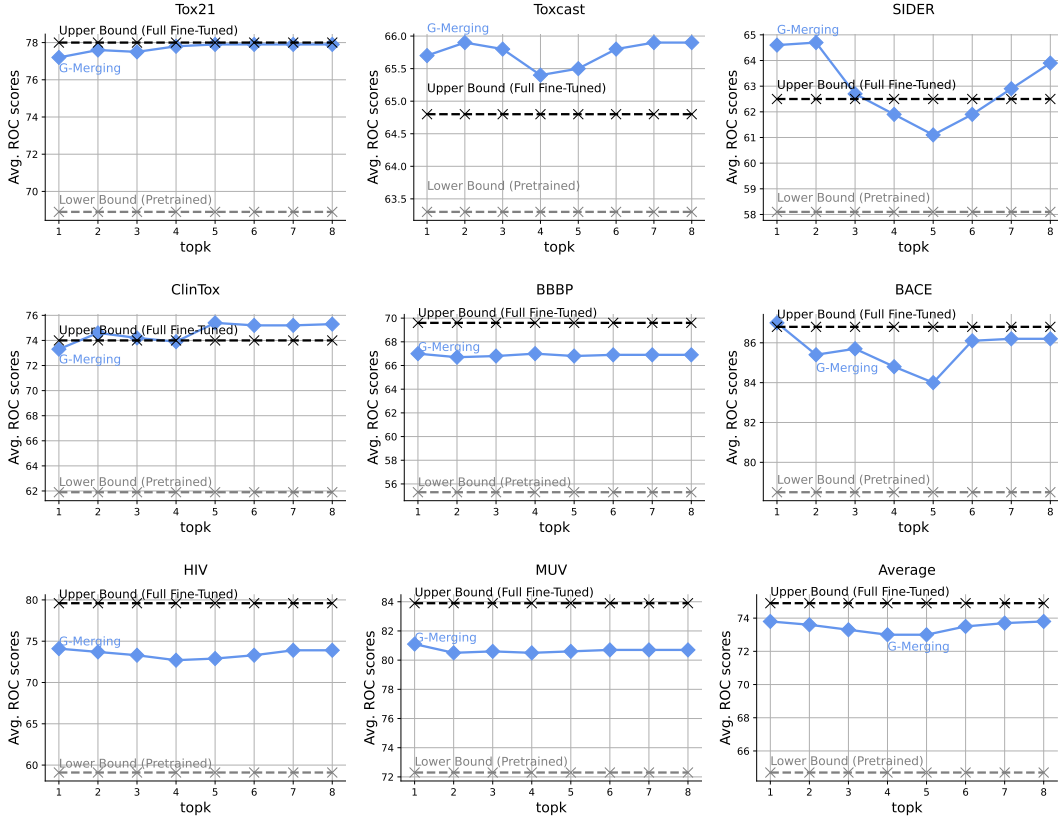 Tox21
Upper Bound (Full Fine-Tuned)
G-Merging
Lower Bound (Pretrained)
Avg. ROC scores
78
76
74
72
70
1 2 3 4 5 6 7 8
topk
Toxcast
G-Merging
Upper Bound (Full Fine-Tuned)
Lower Bound (Pretrained)
Avg. ROC scores
66.0
65.5
65.0
64.5
64.0
63.5
1 2 3 4 5 6 7 8
topk
SIDER
G-Merging
Upper Bound (Full Fine-Tuned)
Lower Bound (Pretrained)
Avg. ROC scores
65
64
63
62
61
60
59
58
1 2 3 4 5 6 7 8
topk
ClinTox
Upper Bound (Full Fine-Tuned)
G-Merging
Lower Bound (Pretrained)
Avg. ROC scores
76
74
72
70
68
66
64
62
1 2 3 4 5 6 7 8
topk
BBBP
Upper Bound (Full Fine-Tuned)
G-Merging
Lower Bound (Pretrained)
Avg. ROC scores
70
68
66
64
62
60
58
56
1 2 3 4 5 6 7 8
topk
BACE
Upper Bound (Full Fine-Tuned)
G-Merging
Lower Bound (Pretrained)
Avg. ROC scores
86
84
82
80
1 2 3 4 5 6 7 8
topk
HIV
Upper Bound (Full Fine-Tuned)
G-Merging
Lower Bound (Pretrained)
Avg. ROC scores
80
75
70
65
60
1 2 3 4 5 6 7 8
topk
MUV
Upper Bound (Full Fine-Tuned)
G-Merging
Lower Bound (Pretrained)
Avg. ROC scores
84
82
80
78
76
74
72
1 2 3 4 5 6 7 8
topk
Average
Upper Bound (Full Fine-Tuned)
G-Merging
Lower Bound (Pretrained)
Avg. ROC scores
74
72
70
68
66
1 2 3 4 5 6 7 8
topk